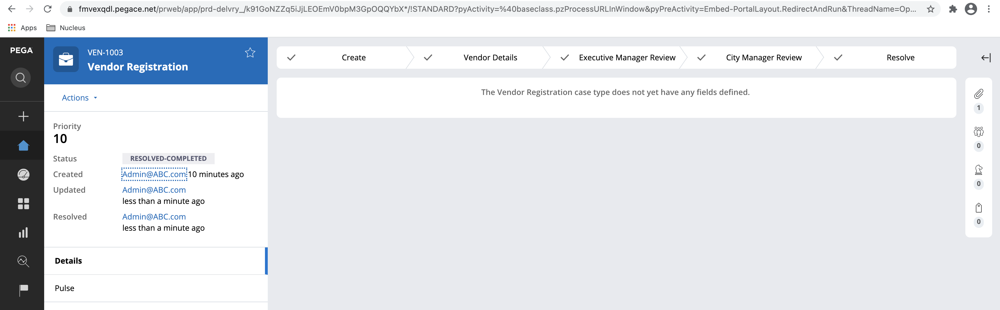 fmvexqdl.pegace.net/prweb/app/prd-delvry_/k91GoNZZq5iJjLEOEmV0bpM3GpOQQYbX*/!STANDARD?pyActivity=%40baseclass.pzProcessURLInWindow&pyPreActivity=Embed-PortalLayout.RedirectAndRun&ThreadName=Op...
Apps Nucleus
PEGA
VEN-1003
Vendor Registration
Actions
Priority
10
Status RESOLVED-COMPLETED
Created Admin@ABC.com 10 minutes ago
Updated Admin@ABC.com
less than a minute ago
Resolved Admin@ABC.com
less than a minute ago
Details
Pulse
Create Vendor Details Executive Manager Review City Manager Review Resolve
The Vendor Registration case type does not yet have any fields defined.
1
0
0
0